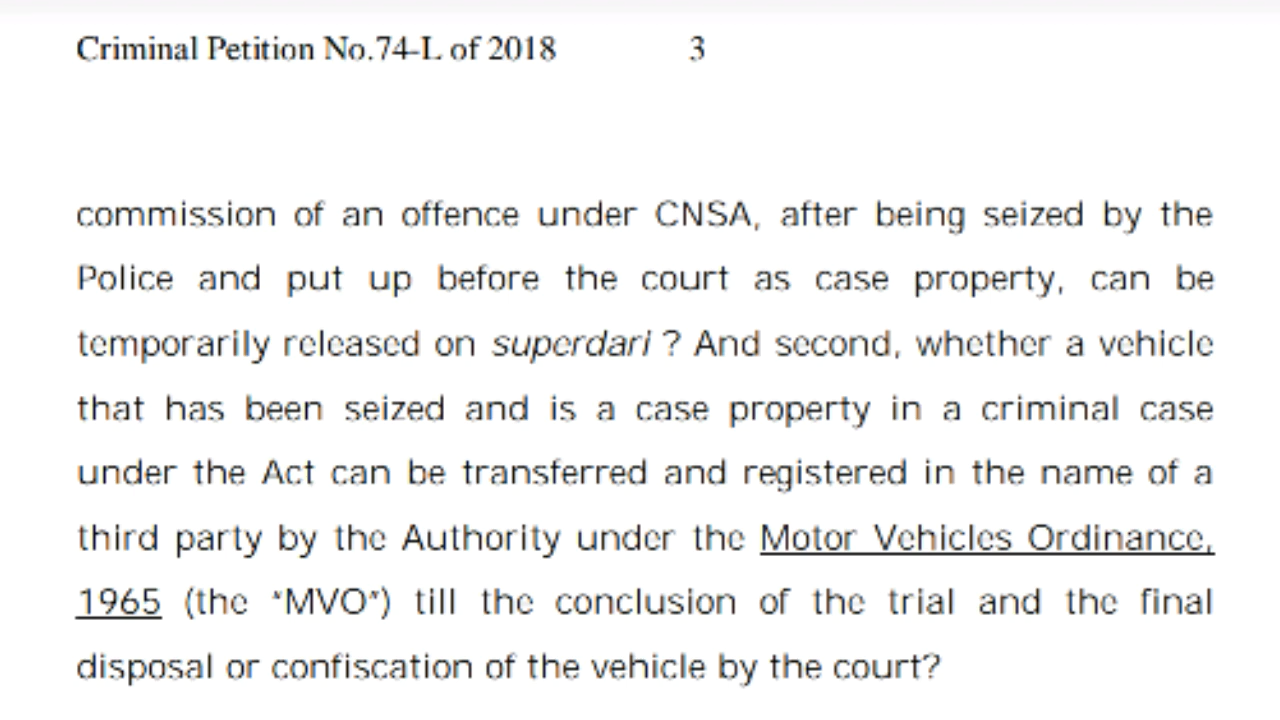 Criminal Petition No.74-L of 2018 3
commission of an offence under CNSA, after being seized by the
Police and put up before the court as case property, can be
temporarily released on superdari ? And second, whether a vehicle
that has been seized and is a case property in a criminal case
under the Act can be transferred and registered in the name of a
third party by the Authority under the Motor Vehicles Ordinance,
1965 (the "MVO") till the conclusion of the trial and the final
disposal or confiscation of the vehicle by the court?